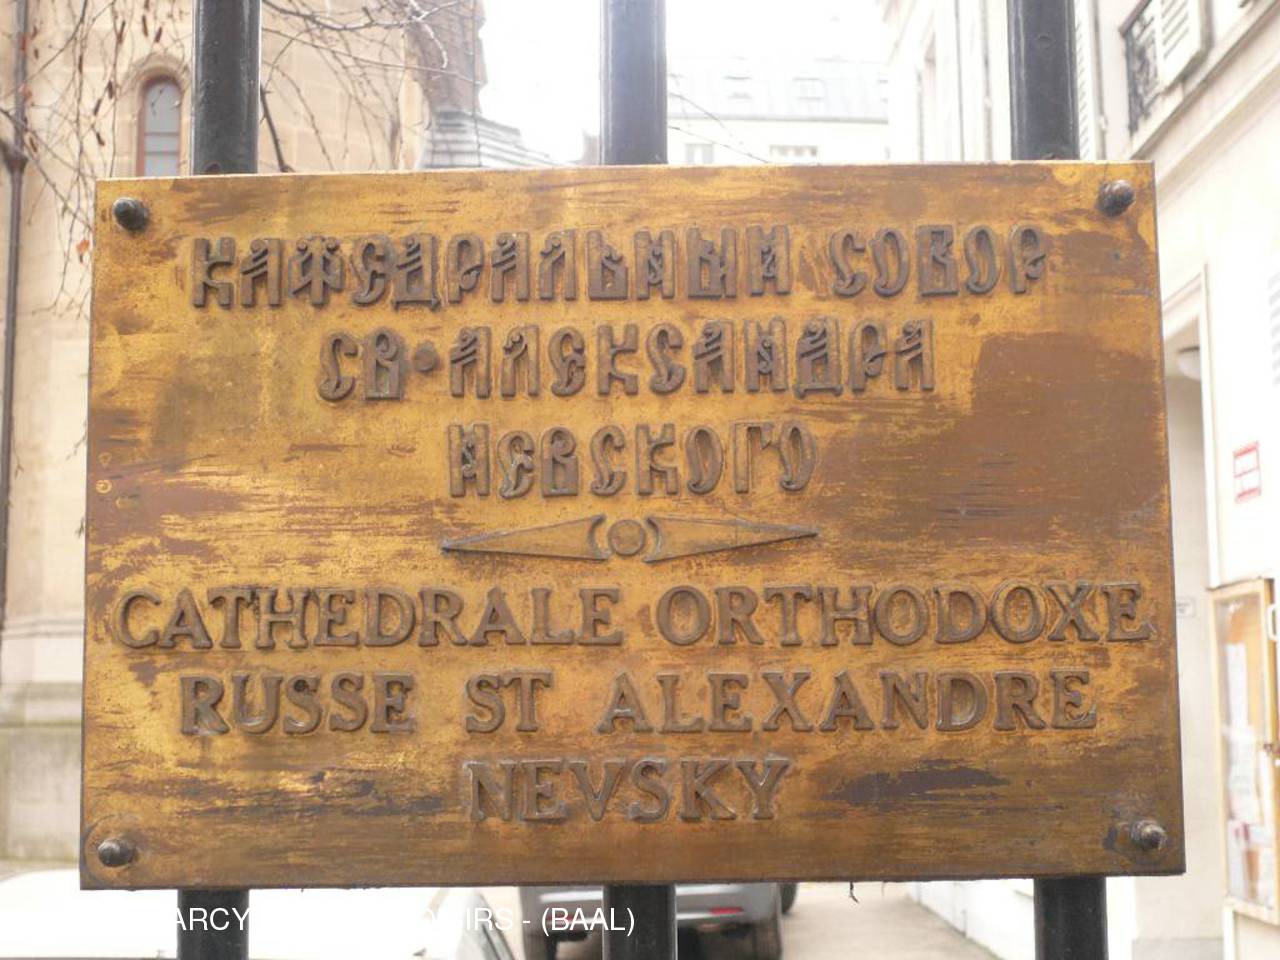 КАФЕДРАЛЬНЫЙ СОБОР
СВ·АЛЕКСАНДРА
НЕВСКОГО
CATHEDRALE ORTHODOXE
RUSSE ST ALEXANDRE
NEVSKY
(BAAL)